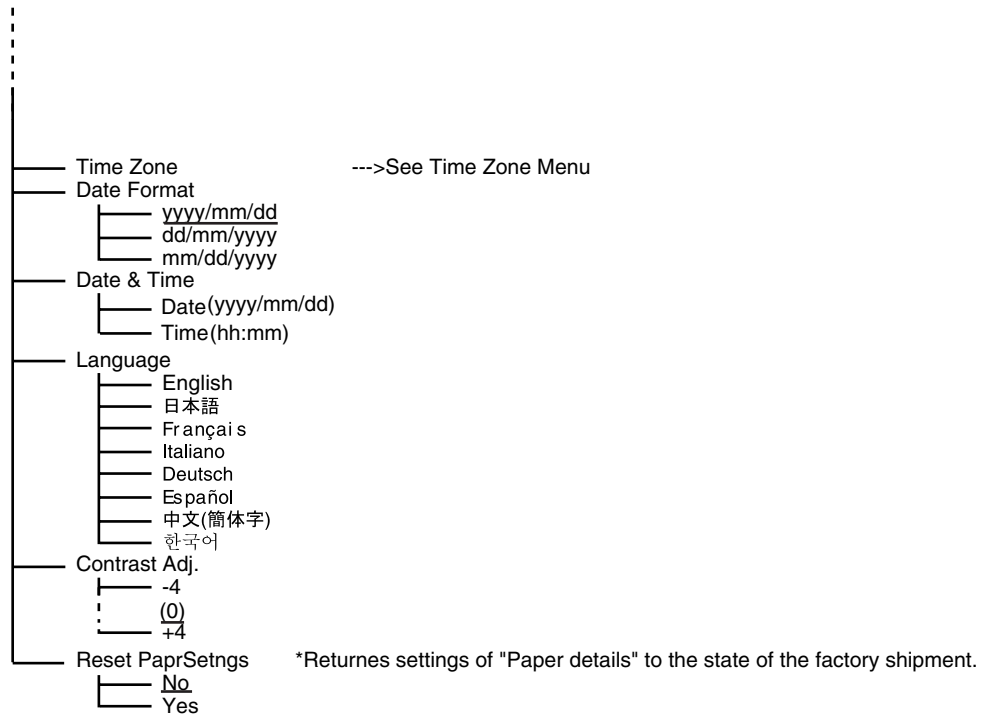 Time Zone --->See Time Zone Menu
Date Format
yyyy/mm/dd
dd/mm/yyyy
mm/dd/yyyy
Date & Time
Date(yyyy/mm/dd)
Time(hh:mm)
Language
English
日本語
Français
Italiano
Deutsch
Español
中文(簡体字)
한국어
Contrast Adj.
-4
(0)
+4
Reset PaprSetngs *Returnes settings of "Paper details" to the state of the factory shipment.
No
Yes